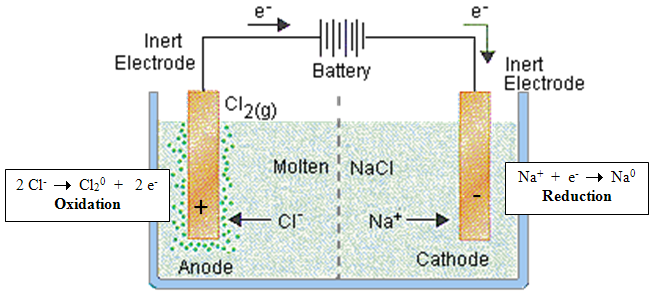 e⁻
e⁻
Inert
Electrode
Battery
Inert
Electrode
Cl₂(g)
2 Cl⁻ → Cl₂⁰ + 2 e⁻
Oxidation
Molten NaCl
Na⁺ + e⁻ → Na⁰
Reduction
+
-
Cl⁻
Na⁺
Anode
Cathode